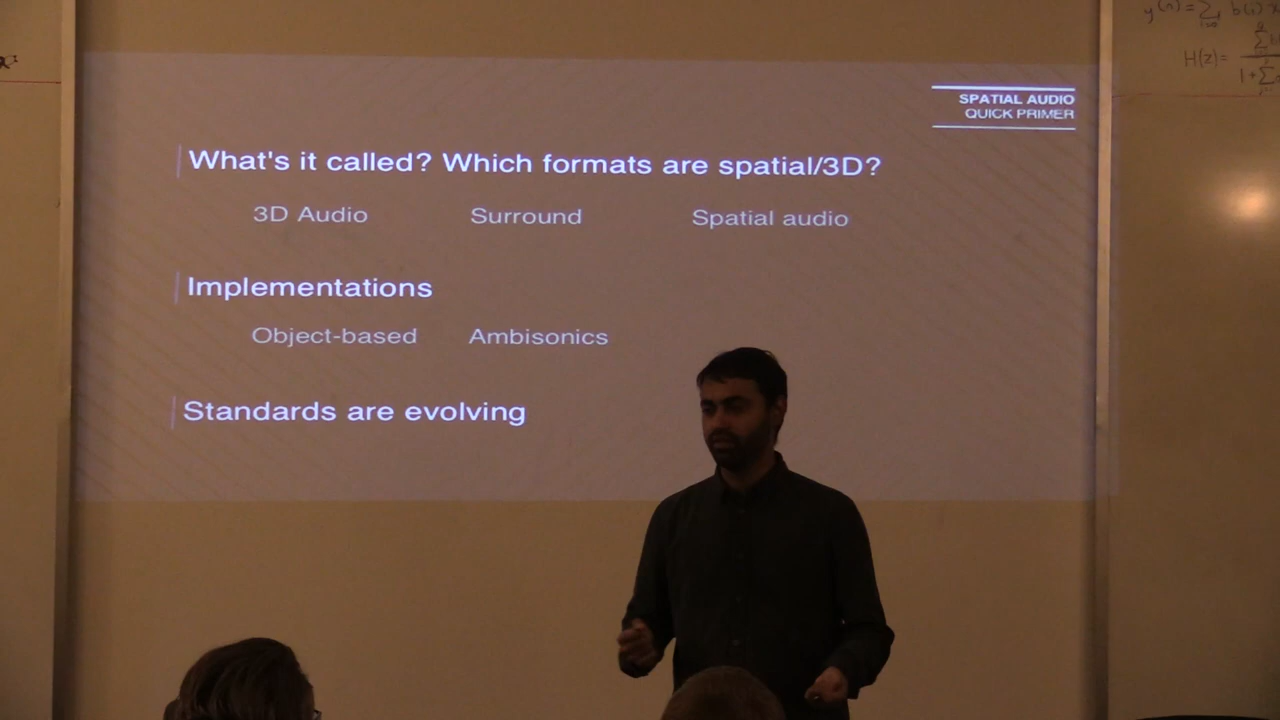 SPATIAL AUDIO
QUICK PRIMER
What's it called? Which formats are spatial/3D?
3D Audio Surround Spatial audio
Implementations
Object-based Ambisonics
Standards are evolving
H(z)=